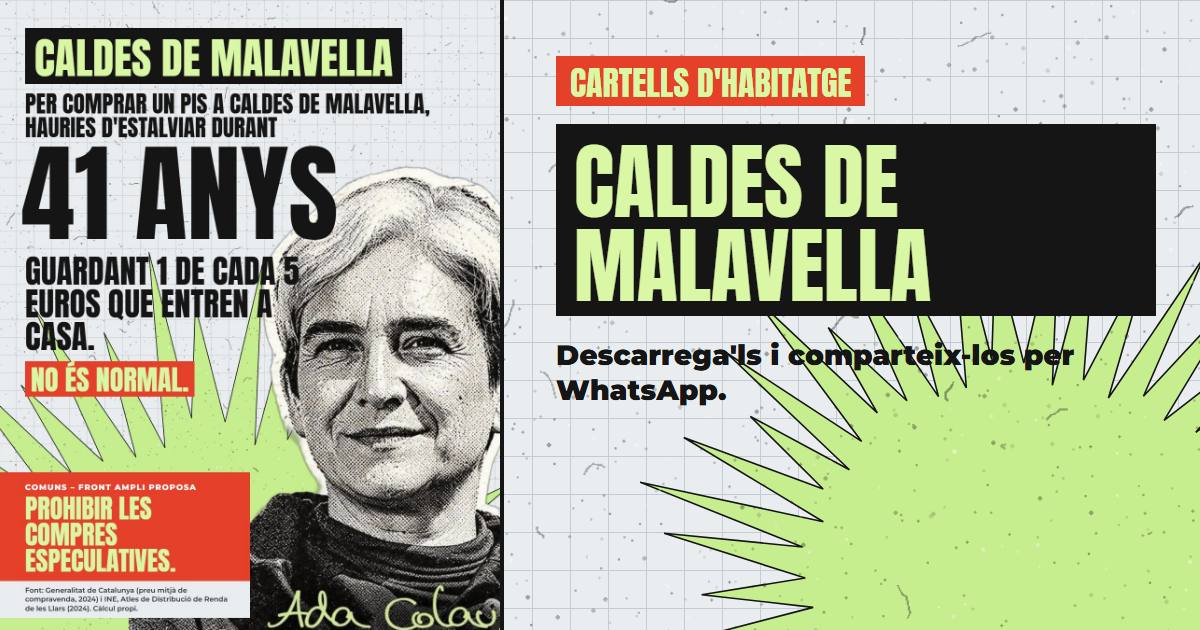 CALDES DE MALAVELLA
PER COMPRAR UN PIS A CALDES DE MALAVELLA,
HAURIES D'ESTALVIAR DURANT
41 ANYS
GUARDANT 1 DE CADA 5
EUROS QUE ENTREN A
CASA.
NO ÉS NORMAL.
COMUNS – FRONT AMPLI PROPOSA
PROHIBIR LES
COMPRES
ESPECULATIVES.
Font: Generalitat de Catalunya (preu mitjà de
compravenda, 2024) i INE, Atles de Distribució de Renda
de les Llars (2024). Càlcul propi.
Ada Colau
CARTELLS D'HABITATGE
CALDES DE
MALAVELLA
Descarrega'ls i comparteix-los per
WhatsApp.